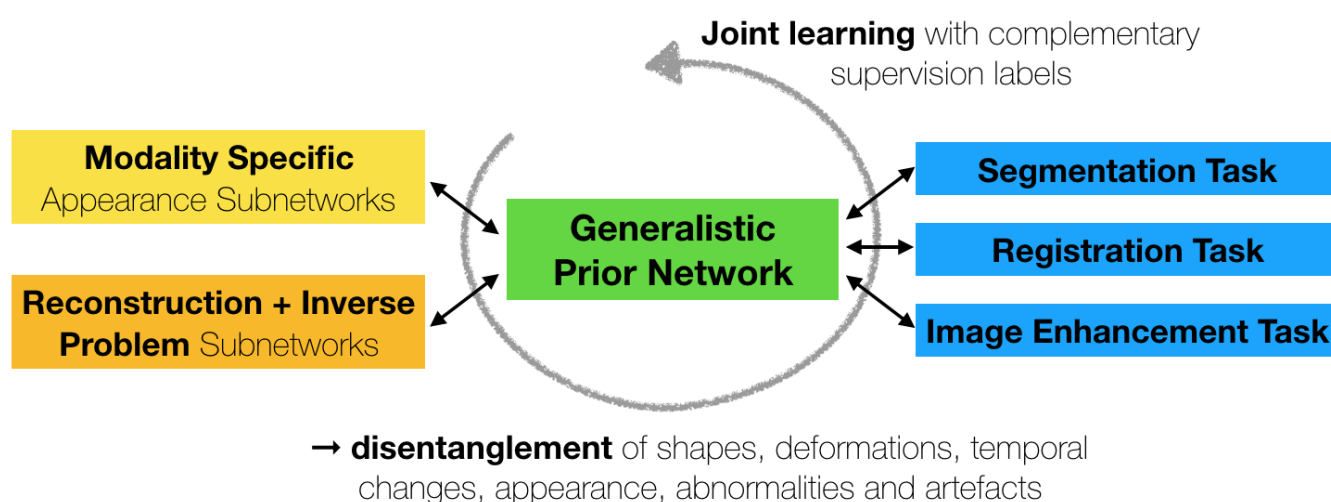 Joint learning with complementary
supervision labels
Modality Specific
Appearance Subnetworks
Reconstruction + Inverse
Problem Subnetworks
Generalistic
Prior Network
Segmentation Task
Registration Task
Image Enhancement Task
→ disentanglement of shapes, deformations, temporal
changes, appearance, abnormalities and artefacts